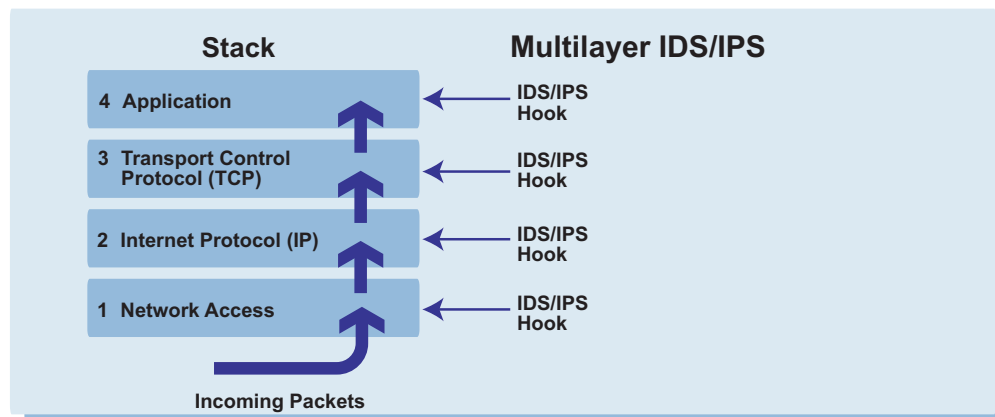 Stack
Multilayer IDS/IPS
4 Application
IDS/IPS
Hook
3 Transport Control
Protocol (TCP)
IDS/IPS
Hook
2 Internet Protocol (IP)
IDS/IPS
Hook
1 Network Access
IDS/IPS
Hook
Incoming Packets